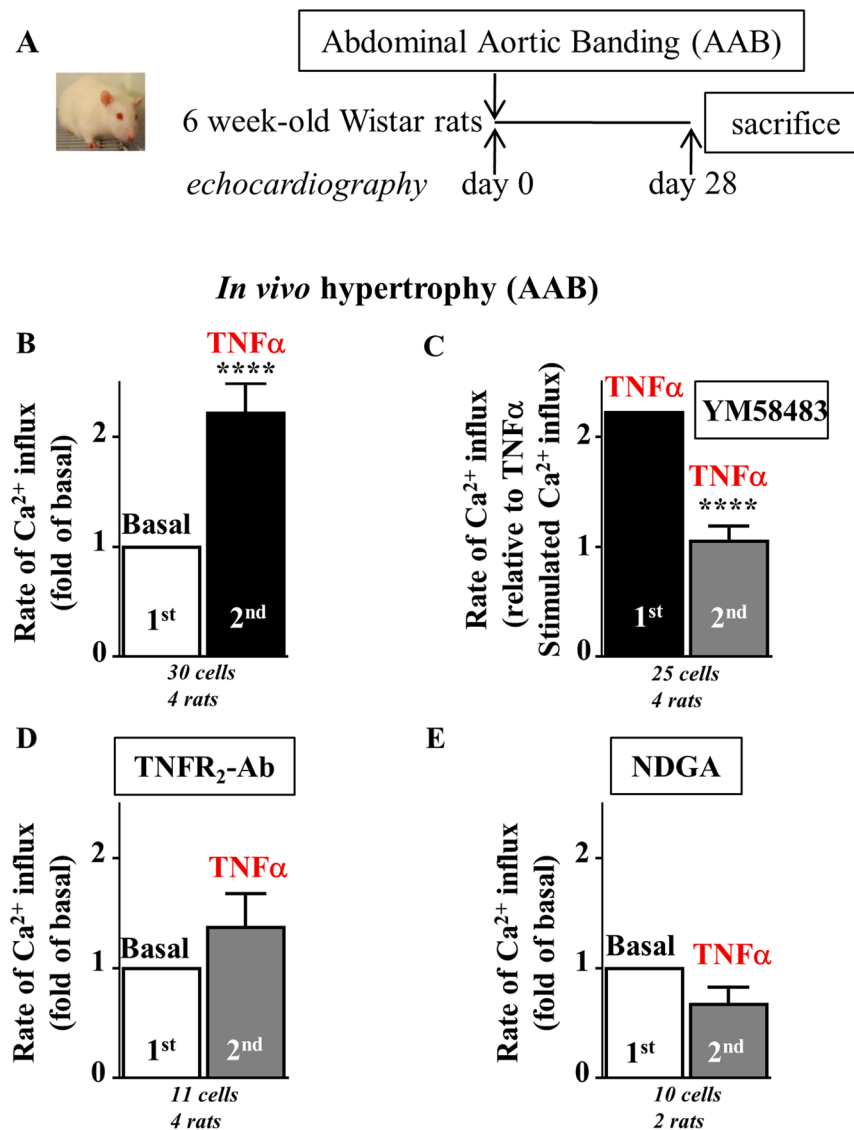 A
Abdominal Aortic Banding (AAB)
6 week-old Wistar rats
sacrifice
echocardiography
day 0
day 28
In vivo hypertrophy (AAB)
B
TNFα
****
Rate of Ca²⁺ influx
(fold of basal)
2
1
0
Basal
1ˢᵗ
2ⁿᵈ
30 cells
4 rats
C
TNFα
YM58483
TNFα
****
Rate of Ca²⁺ influx
(relative to TNFα
Stimulated Ca²⁺ influx)
2
1
0
1ˢᵗ
2ⁿᵈ
25 cells
4 rats
D
TNFR₂-Ab
TNFα
Rate of Ca²⁺ influx
(fold of basal)
2
1
0
Basal
1ˢᵗ
2ⁿᵈ
11 cells
4 rats
E
NDGA
Rate of Ca²⁺ influx
(fold of basal)
2
1
0
Basal
TNFα
1ˢᵗ
2ⁿᵈ
10 cells
2 rats